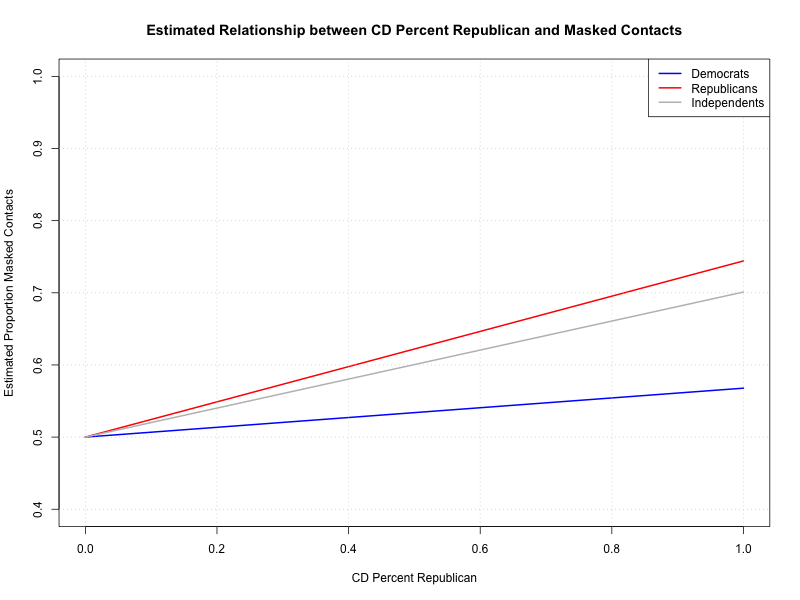 Estimated Relationship between CD Percent Republican and Masked Contacts
Democrats
Republicans
Independents
Estimated Proportion Masked Contacts
1.0
0.9
0.8
0.7
0.6
0.5
0.4
0.0 0.2 0.4 0.6 0.8 1.0
CD Percent Republican